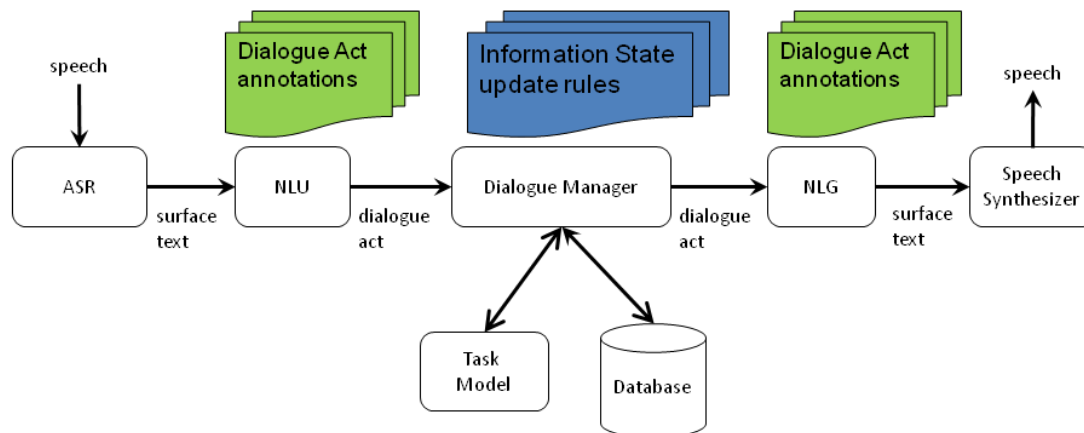 Dialogue Act
annotations
Information State
update rules
Dialogue Act
annotations
speech
speech
ASR
NLU
Dialogue Manager
NLG
Speech
Synthesizer
surface
text
dialogue
act
dialogue
act
surface
text
Task
Model
Database